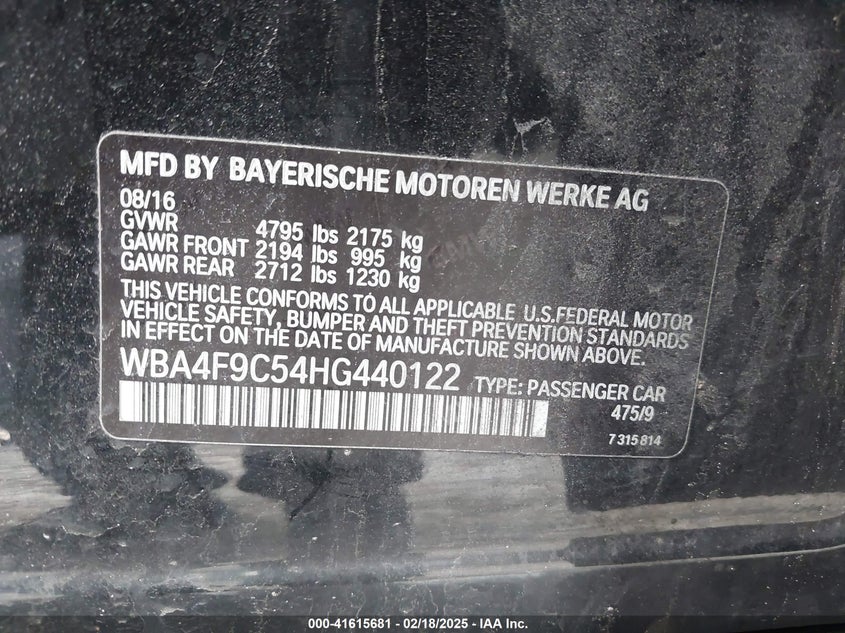 MFD BY BAYERISCHE MOTOREN WERKE AG
08/16
GVWR 4795 lbs 2175 kg
GAWR FRONT 2194 lbs 995 kg
GAWR REAR 2712 lbs 1230 kg
THIS VEHICLE CONFORMS TO ALL APPLICABLE U.S.FEDERAL MOTOR
VEHICLE SAFETY, BUMPER AND THEFT PREVENTION STANDARDS
IN EFFECT ON THE DATE OF MANUFACTURE SHOWN ABOVE.
WBA4F9C54HG440122 TYPE: PASSENGER CAR
475/9
7 315 814
000-41615681 - 02/18/2025 - IAA Inc.